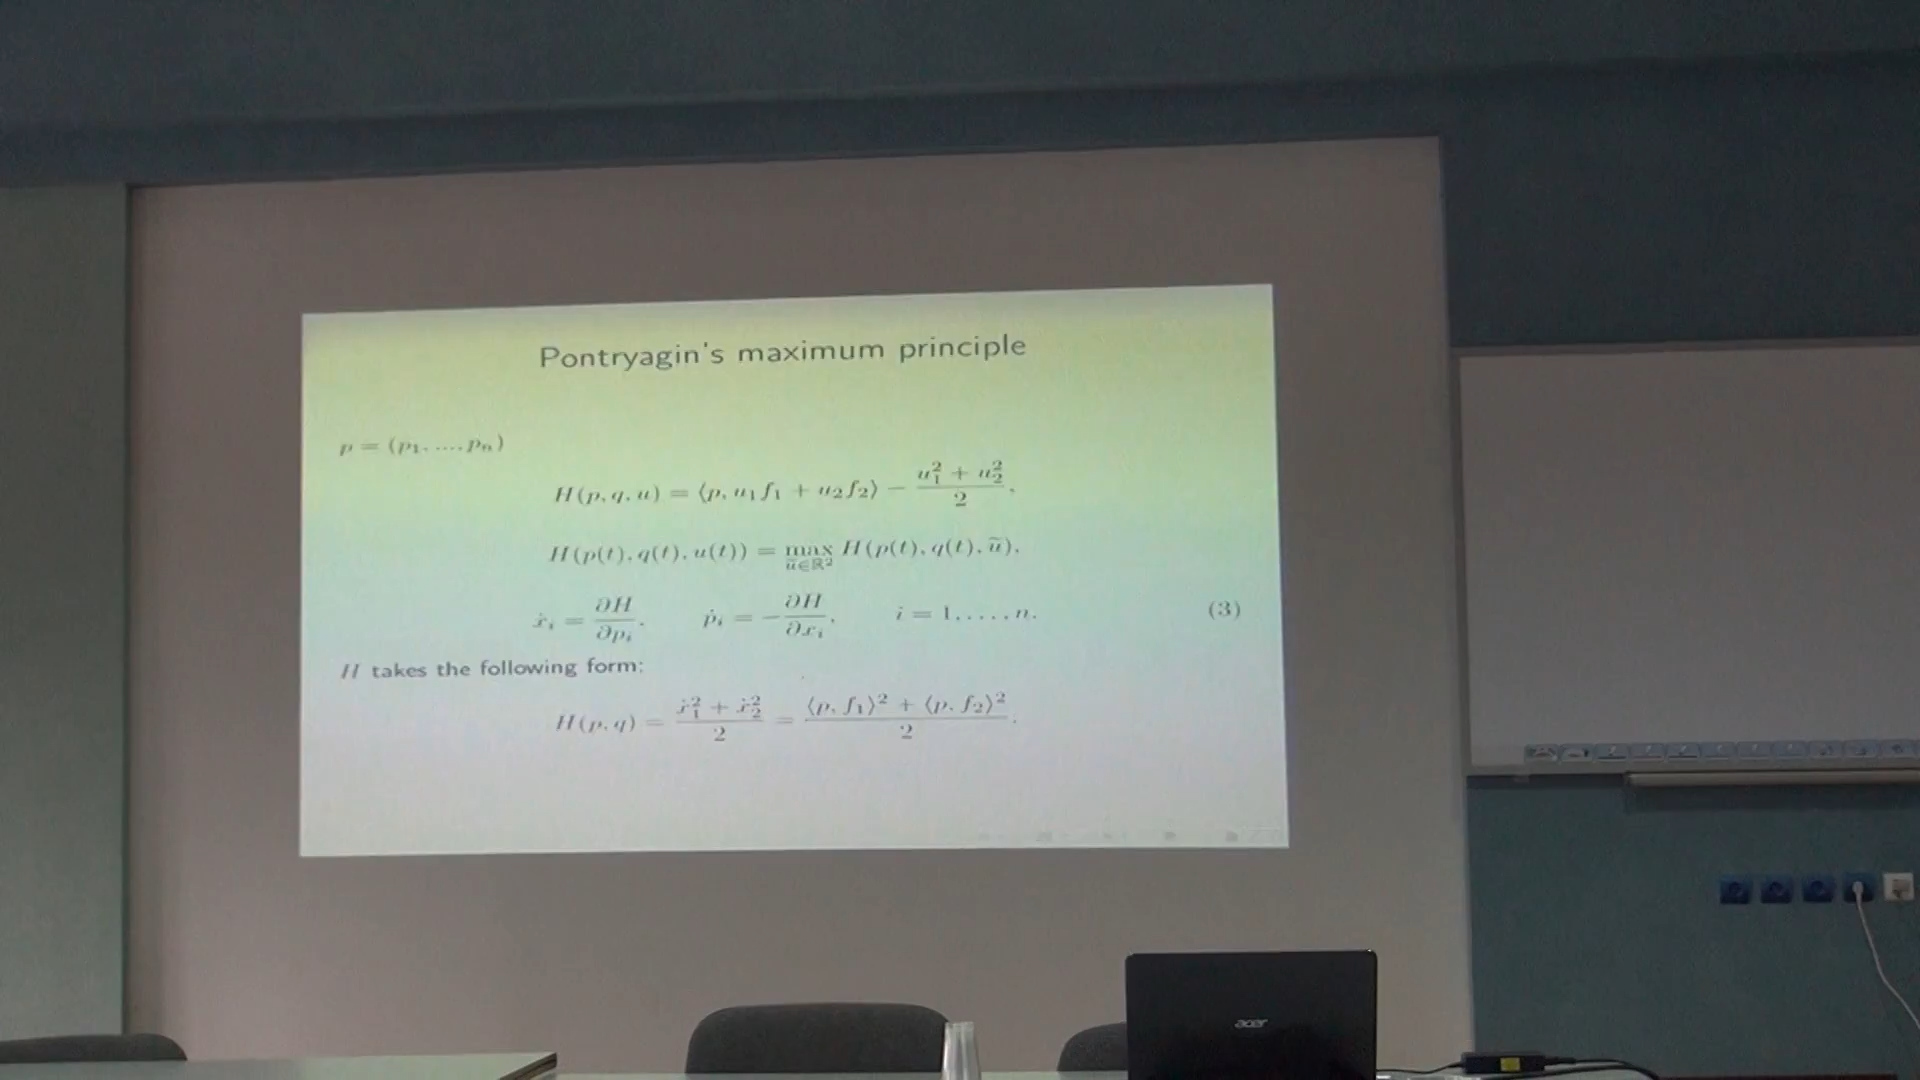 Pontryagin's maximum principle
p = (p₁, ...., pₙ)
H(p, q, u) = ⟨p, u₁f₁ + u₂f₂⟩ − (u₁² + u₂²)/2,
H(p(t), q(t), u(t)) = max_{ũ∈ℝ²} H(p(t), q(t), ũ),
ẋᵢ = ∂H/∂pᵢ, ṗᵢ = −∂H/∂xᵢ, i = 1, . . . , n. (3)
H takes the following form:
H(p, q) = (ẋ₁² + ẋ₂²)/2 = (⟨p, f₁⟩² + ⟨p, f₂⟩²)/2.
acer